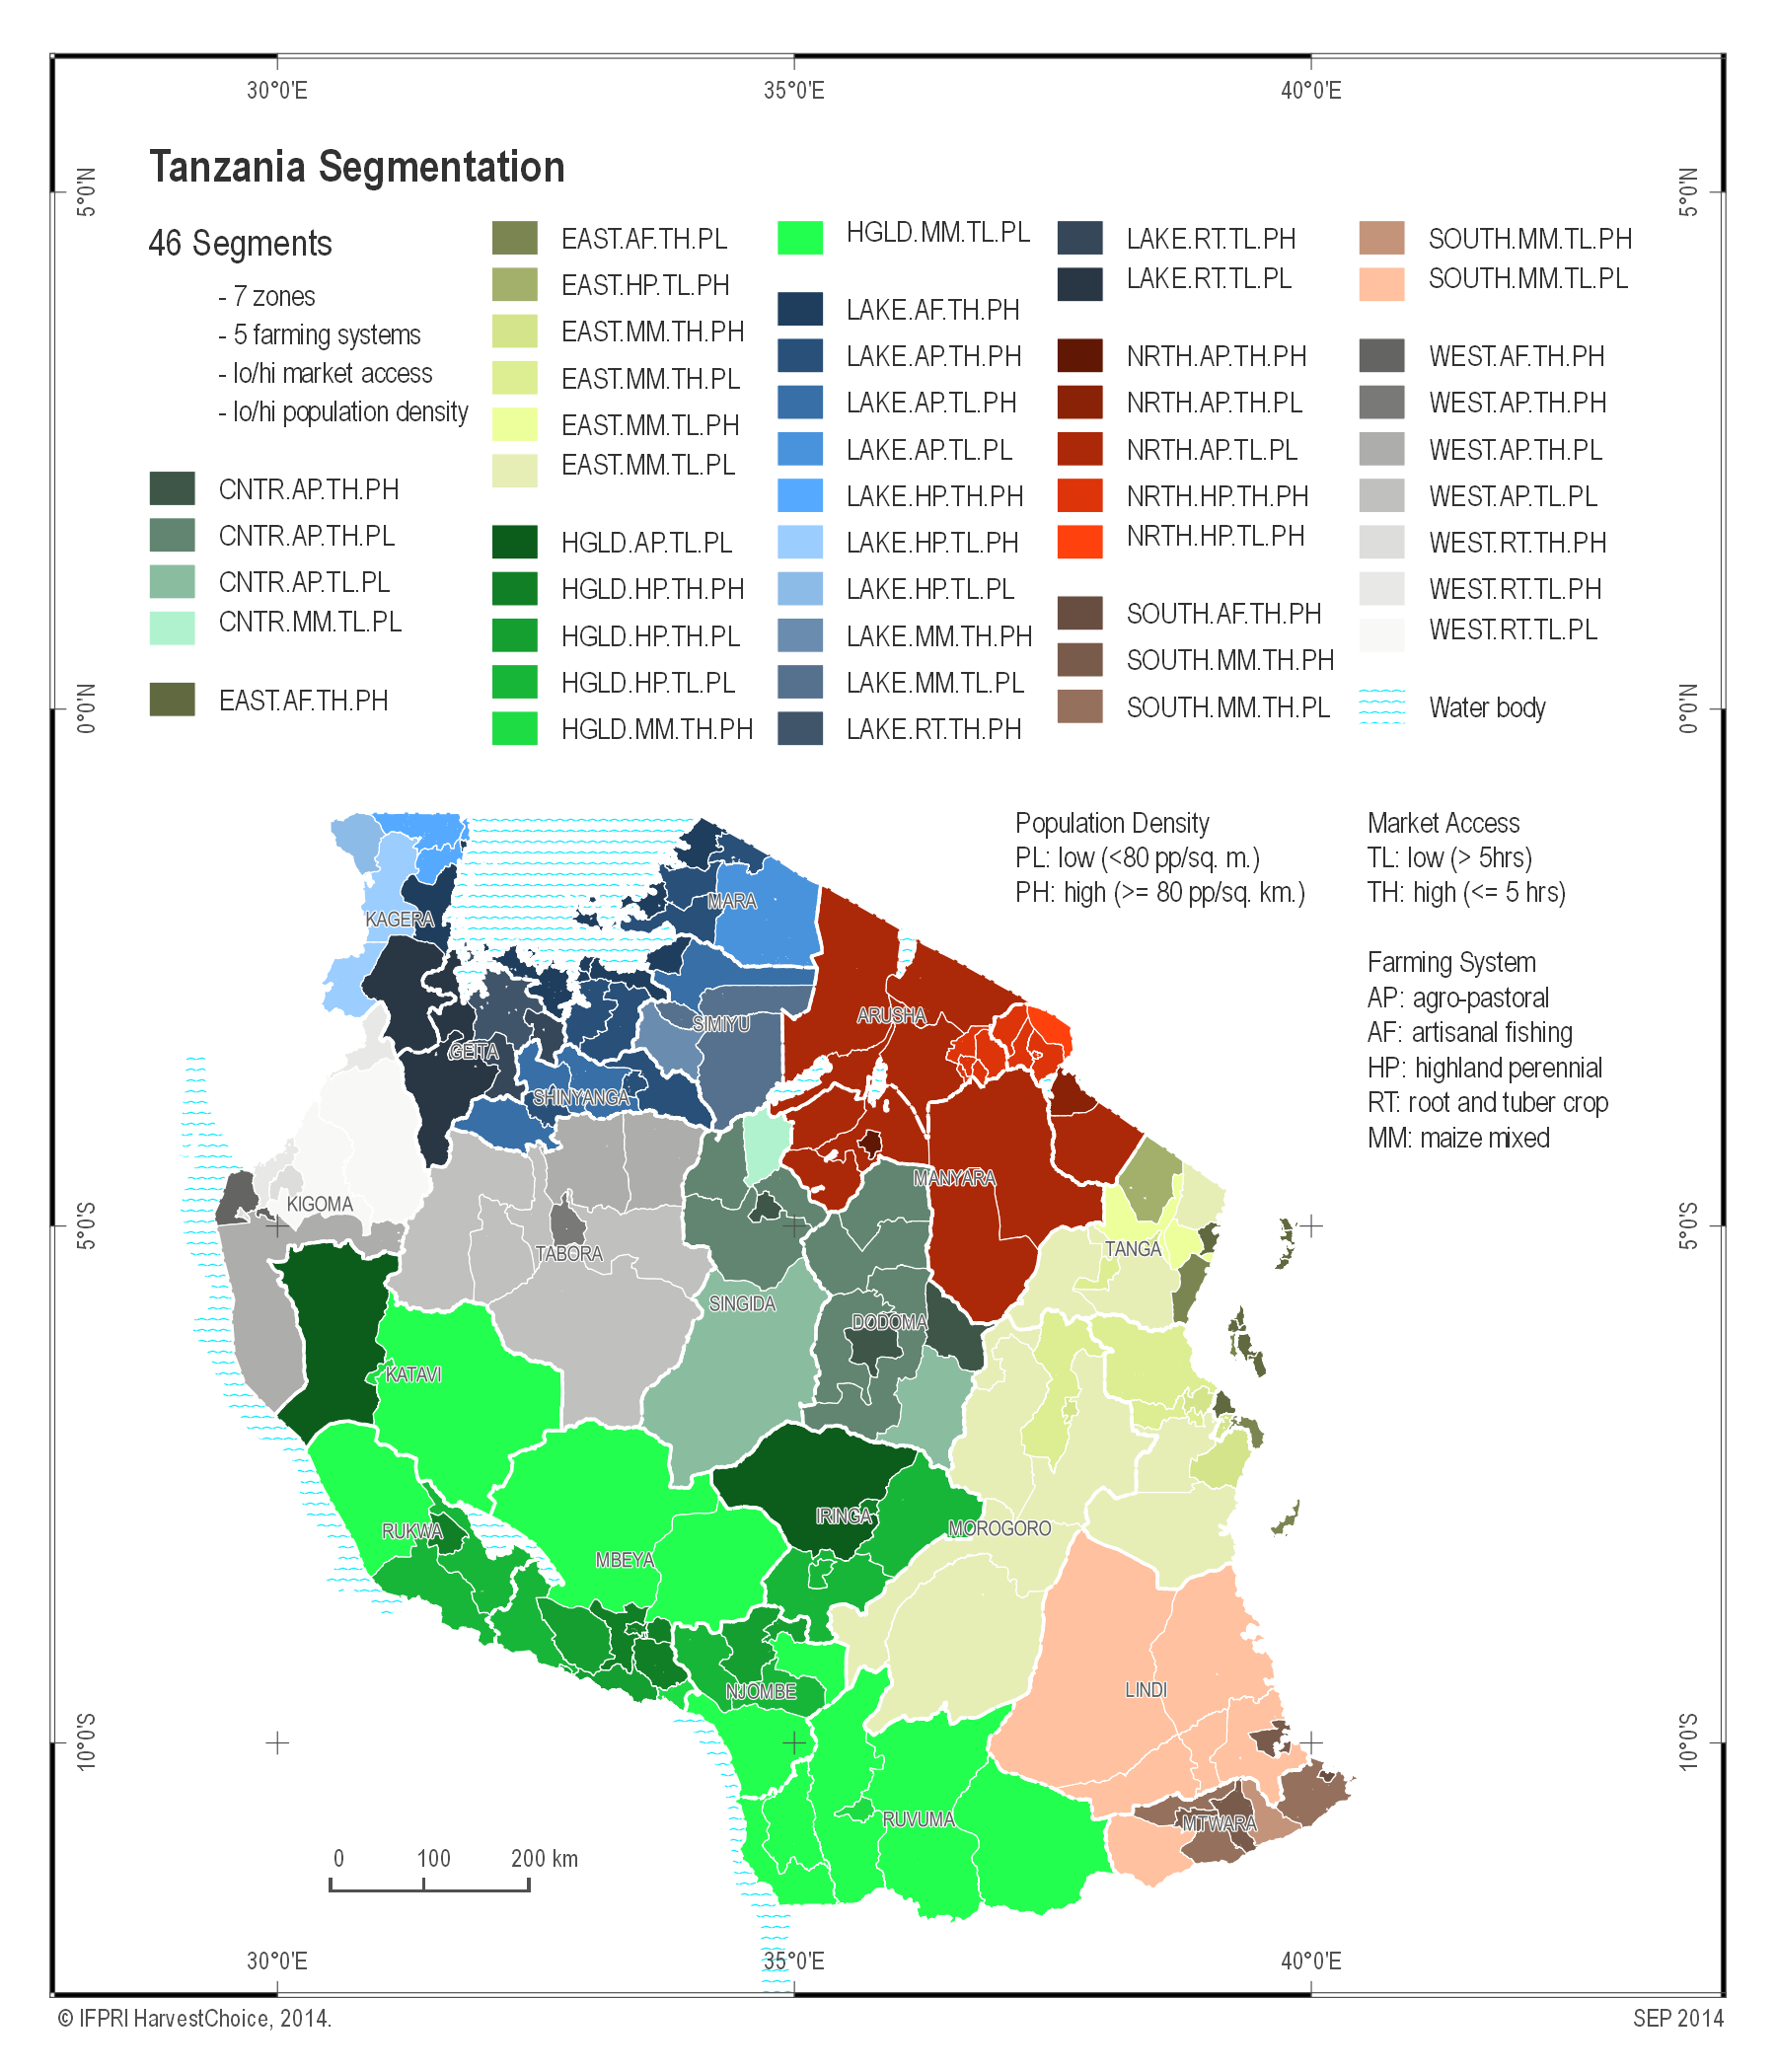 30°0'E 35°0'E 40°0'E
Tanzania Segmentation
5°0'N 5°0'N
46 Segments
- 7 zones
- 5 farming systems
- lo/hi market access
- lo/hi population density
CNTR.AP.TH.PH
CNTR.AP.TH.PL
CNTR.AP.TL.PL
CNTR.MM.TL.PL
EAST.AF.TH.PH
EAST.AF.TH.PL
EAST.HP.TL.PH
EAST.MM.TH.PH
EAST.MM.TH.PL
EAST.MM.TL.PH
EAST.MM.TL.PL
HGLD.AP.TL.PL
HGLD.HP.TH.PH
HGLD.HP.TH.PL
HGLD.HP.TL.PL
HGLD.MM.TH.PH
HGLD.MM.TL.PL
LAKE.AF.TH.PH
LAKE.AP.TH.PH
LAKE.AP.TL.PH
LAKE.AP.TL.PL
LAKE.HP.TH.PH
LAKE.HP.TL.PH
LAKE.HP.TL.PL
LAKE.MM.TH.PH
LAKE.MM.TL.PL
LAKE.RT.TH.PH
LAKE.RT.TL.PH
LAKE.RT.TL.PL
NRTH.AP.TH.PH
NRTH.AP.TH.PL
NRTH.AP.TL.PL
NRTH.HP.TH.PH
NRTH.HP.TL.PH
SOUTH.AF.TH.PH
SOUTH.MM.TH.PH
SOUTH.MM.TH.PL
SOUTH.MM.TL.PH
SOUTH.MM.TL.PL
WEST.AF.TH.PH
WEST.AP.TH.PH
WEST.AP.TH.PL
WEST.AP.TL.PL
WEST.RT.TH.PH
WEST.RT.TL.PH
WEST.RT.TL.PL
Water body
0°0'N 0°0'N
Population Density
PL: low (<80 pp/sq. m.)
PH: high (>= 80 pp/sq. km.)
Market Access
TL: low (> 5hrs)
TH: high (<= 5 hrs)
Farming System
AP: agro-pastoral
AF: artisanal fishing
HP: highland perennial
RT: root and tuber crop
MM: maize mixed
MARA
KAGERA
ARUSHA
SIMIYU
GEITA
SHINYANGA
MANYARA
KIGOMA
5°0'S 5°0'S
TANGA
TABORA
SINGIDA
DODOMA
KATAVI
IRINGA
MOROGORO
RUKWA
MBEYA
LINDI
NJOMBE
10°0'S 10°0'S
RUVUMA
MTWARA
0 100 200 km
30°0'E 35°0'E 40°0'E
© IFPRI HarvestChoice, 2014. SEP 2014